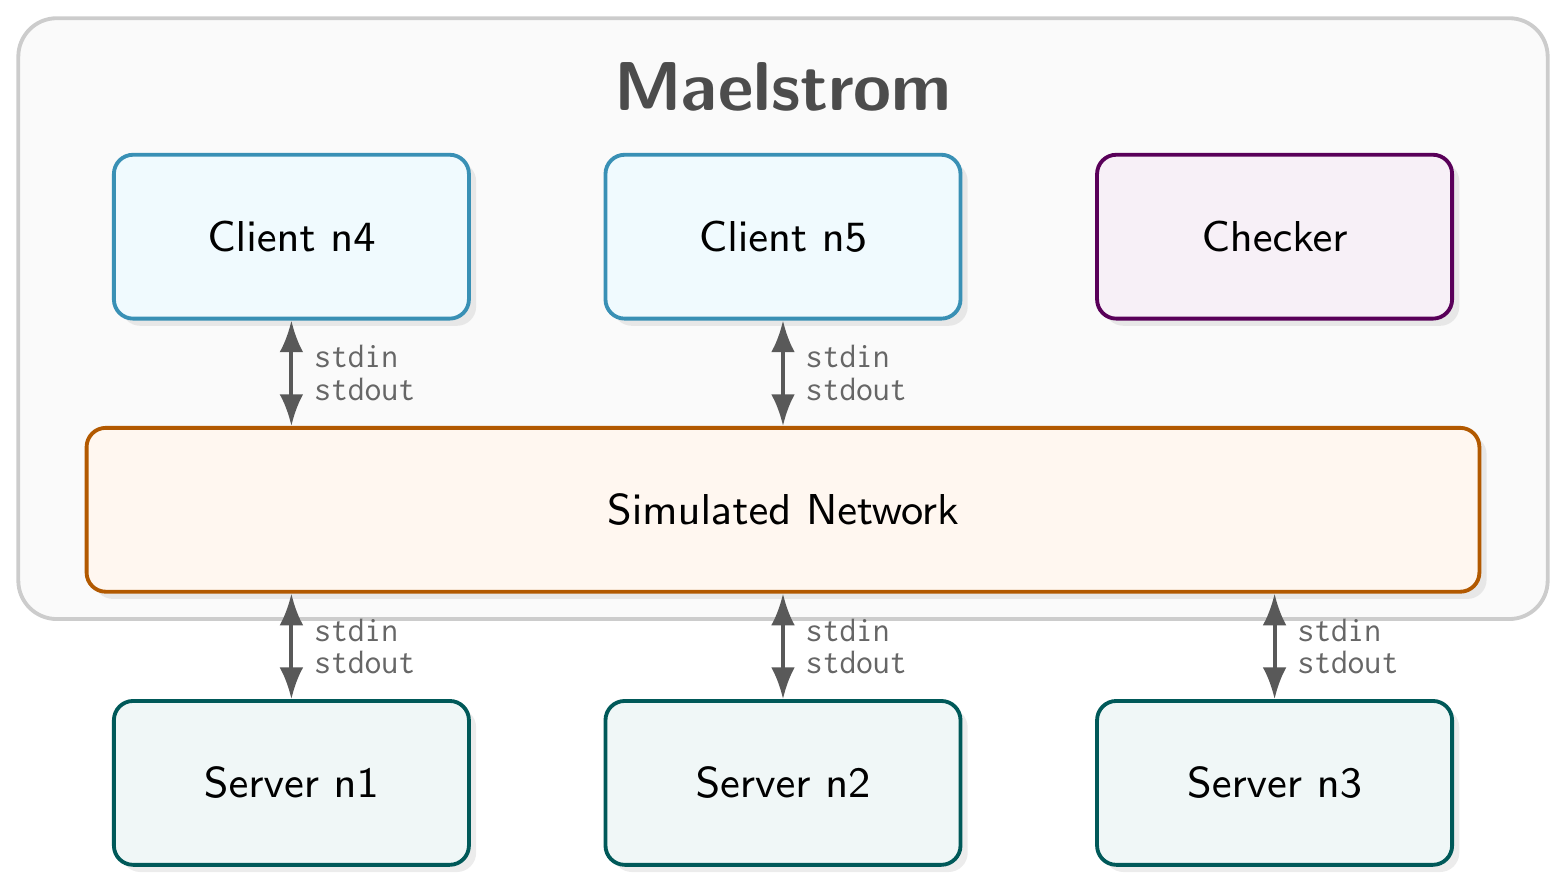 Maelstrom
Client n4
Client n5
Checker
stdin
stdout
stdin
stdout
Simulated Network
stdin
stdout
stdin
stdout
stdin
stdout
Server n1
Server n2
Server n3